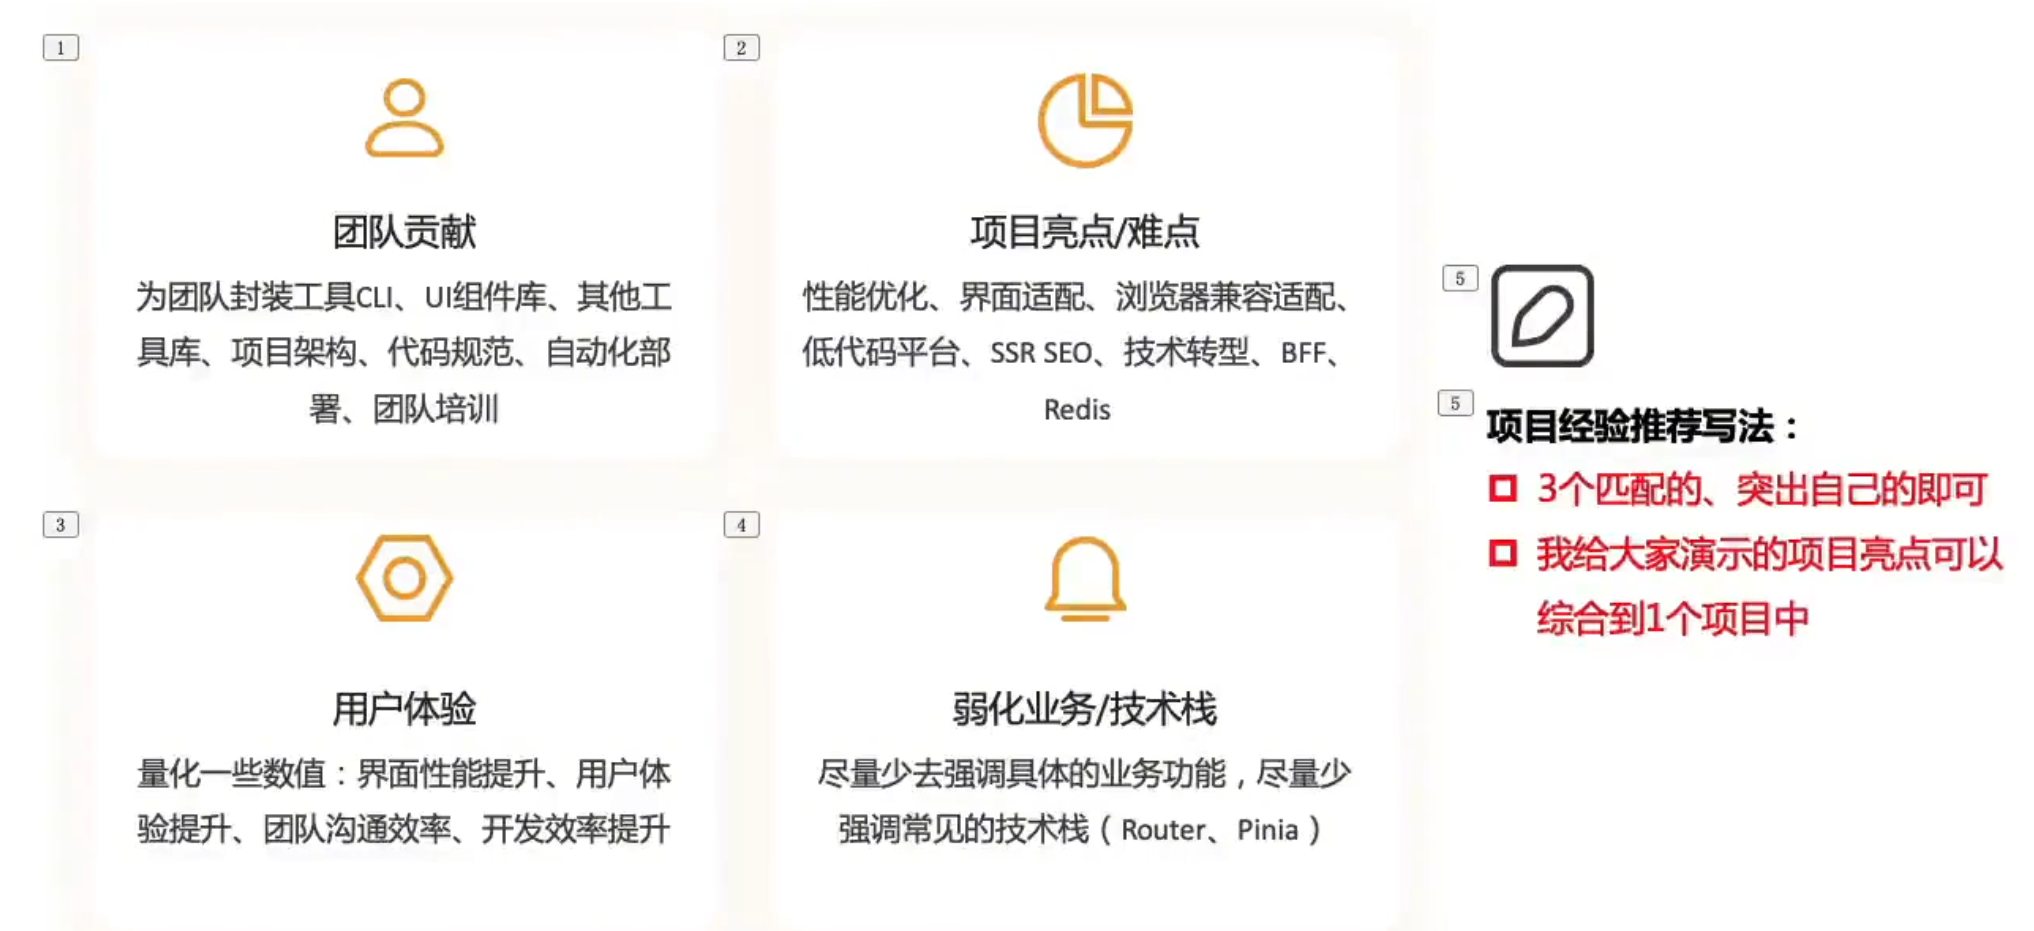 1
团队贡献
为团队封装工具CLI、UI组件库、其他工
具库、项目架构、代码规范、自动化部
署、团队培训
2
项目亮点/难点
性能优化、界面适配、浏览器兼容适配、
低代码平台、SSR SEO、技术转型、BFF、
Redis
3
用户体验
量化一些数值：界面性能提升、用户体
验提升、团队沟通效率、开发效率提升
4
弱化业务/技术栈
尽量少去强调具体的业务功能，尽量少
强调常见的技术栈（Router、Pinia）
5
5
项目经验推荐写法：
3个匹配的、突出自己的即可
我给大家演示的项目亮点可以
综合到1个项目中